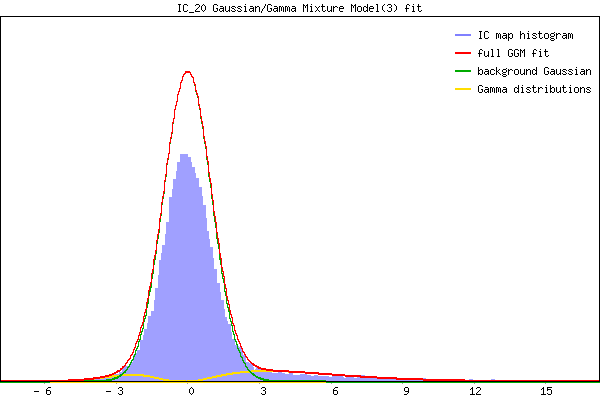 IC_20 Gaussian/Gamma Mixture Model(3) fit
IC map histogram
full GGM fit
background Gaussian
Gamma distributions
-6 -3 0 3 6 9 12 15